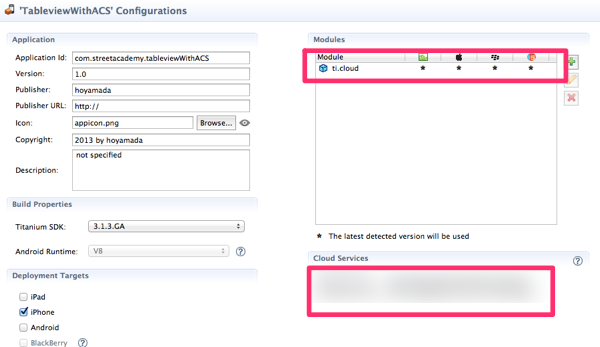 'TableviewWithACS' Configurations
Application
Application Id: com.streetacademy.tableviewWithACS
Version: 1.0
Publisher: hoyamada
Publisher URL: http://
Icon: appicon.png Browse...
Copyright: 2013 by hoyamada
Description: not specified
Build Properties
Titanium SDK: 3.1.3.GA
Android Runtime: V8 ?
Deployment Targets
iPad
iPhone
Android
BlackBerry ?
Modules
Module
ti.cloud * * * *
* The latest detected version will be used
Cloud Services ?